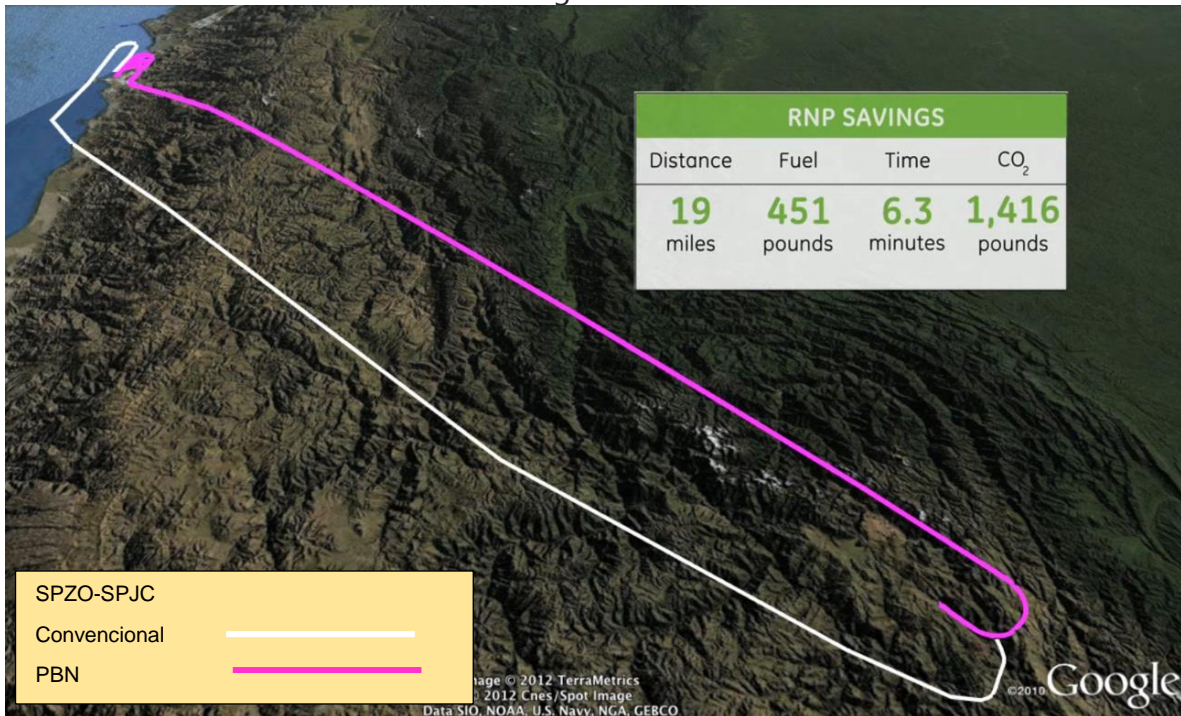 RNP SAVINGS
Distance Fuel Time CO₂
19 451 6.3 1,416
miles pounds minutes pounds
SPZO-SPJC
Convencional
PBN
© 2012 TerraMetrics
2012 Cnes/Spot Image
Data SIO, NOAA, U.S. Navy, NGA, GEBCO
©2010 Google